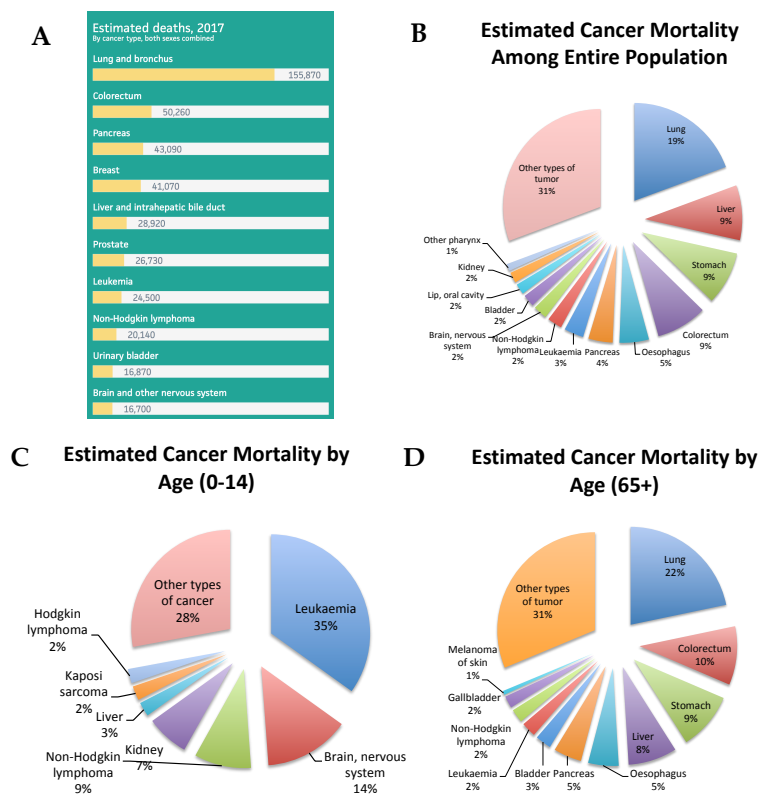 A
Estimated deaths, 2017
By cancer type, both sexes combined
Lung and bronchus
155,870
Colorectum
50,260
Pancreas
43,090
Breast
41,070
Liver and intrahepatic bile duct
28,920
Prostate
26,730
Leukemia
24,500
Non-Hodgkin lymphoma
20,140
Urinary bladder
16,870
Brain and other nervous system
16,700
B
Estimated Cancer Mortality
Among Entire Population
Lung
19%
Liver
9%
Stomach
9%
Colorectum
9%
Oesophagus
5%
Pancreas
4%
Leukaemia
3%
Non-Hodgkin
lymphoma
2%
Brain, nervous
system
2%
Bladder
2%
Lip, oral cavity
2%
Kidney
2%
Other pharynx
1%
Other types of
tumor
31%
C
Estimated Cancer Mortality by
Age (0-14)
Leukaemia
35%
Brain, nervous
system
14%
Non-Hodgkin
lymphoma
9%
Kidney
7%
Liver
3%
Kaposi
sarcoma
2%
Hodgkin
lymphoma
2%
Other types
of cancer
28%
D
Estimated Cancer Mortality by
Age (65+)
Lung
22%
Colorectum
10%
Stomach
9%
Liver
8%
Oesophagus
5%
Pancreas
5%
Bladder
3%
Leukaemia
2%
Non-Hodgkin
lymphoma
2%
Gallbladder
2%
Melanoma
of skin
1%
Other types of
tumor
31%